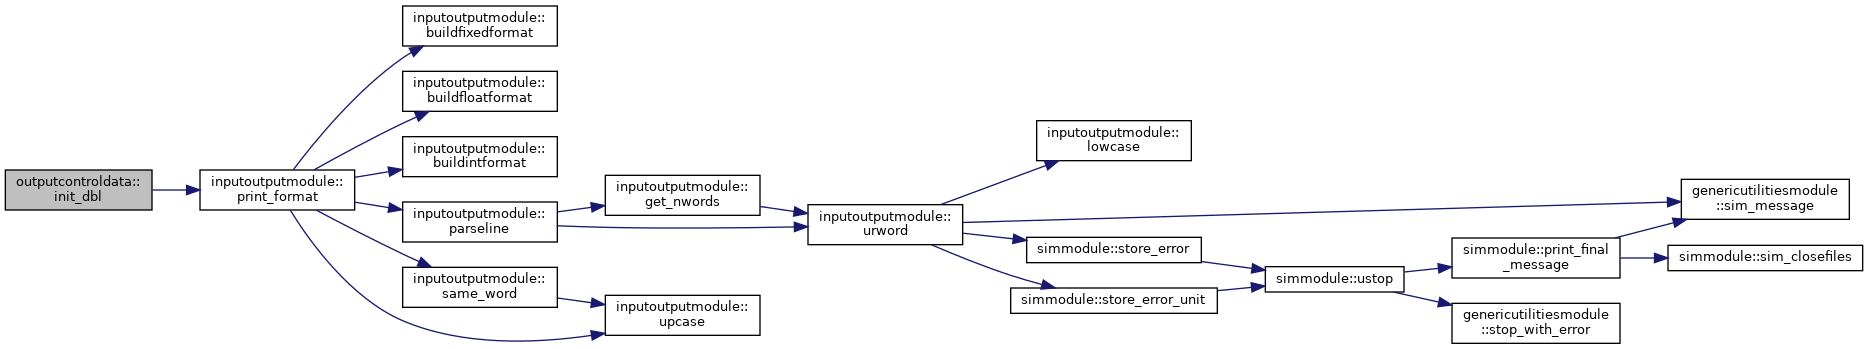 outputcontroldata::
init_dbl
inputoutputmodule::
print_format
inputoutputmodule::
buildfixedformat
inputoutputmodule::
buildfloatformat
inputoutputmodule::
buildintformat
inputoutputmodule::
parseline
inputoutputmodule::
same_word
inputoutputmodule::
get_nwords
inputoutputmodule::
upcase
inputoutputmodule::
urword
inputoutputmodule::
lowcase
simmodule::store_error
simmodule::store_error_unit
simmodule::ustop
simmodule::print_final
_message
genericutilitiesmodule
::stop_with_error
genericutilitiesmodule
::sim_message
simmodule::sim_closefiles